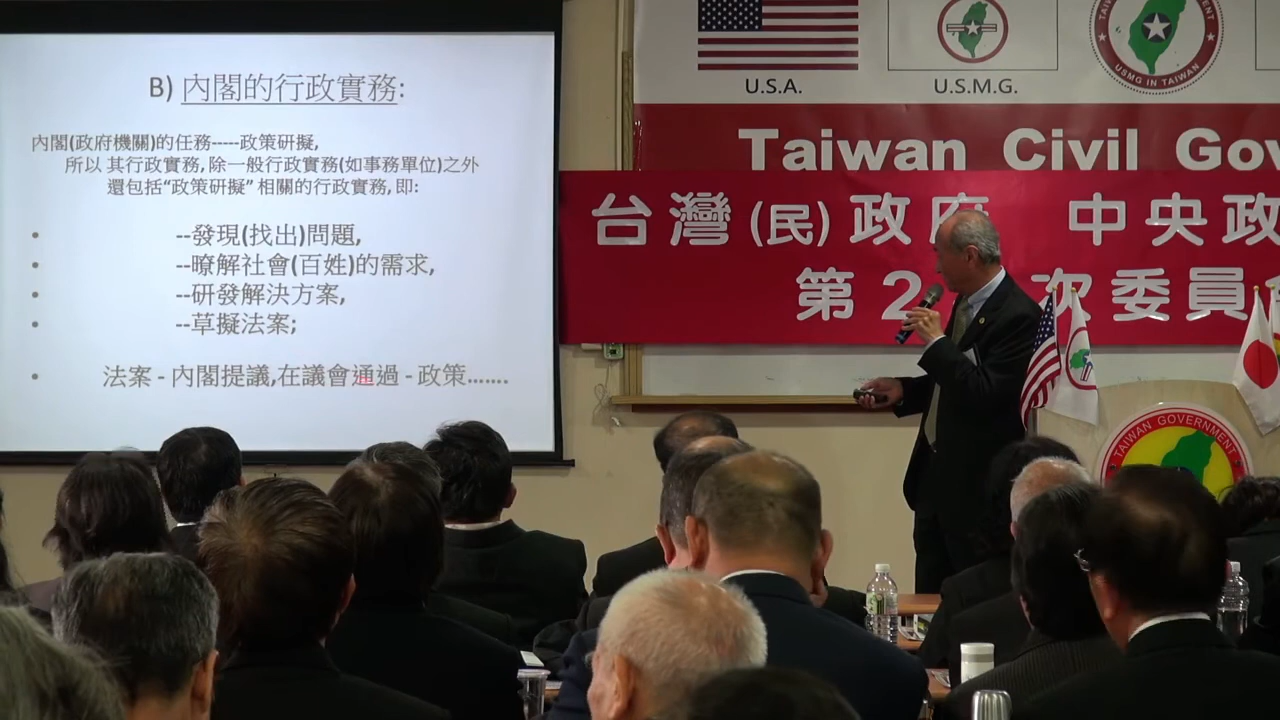 B) 內閣的行政實務:
內閣(政府機關)的任務-----政策研擬,
所以 其行政實務, 除一般行政實務(如事務單位)之外
還包括“政策研擬” 相關的行政實務, 即:
• --發現(找出)問題,
• --暸解社會(百姓)的需求,
• --研發解決方案,
• --草擬法案;
• 法案 - 內閣提議,在議會通過 - 政策.......
U.S.A.
U.S.M.G.
USMG IN TAIWAN
Taiwan Civil Gov
台灣(民)政府 中央政
第2 次委員
TAIWAN GOVERNMENT